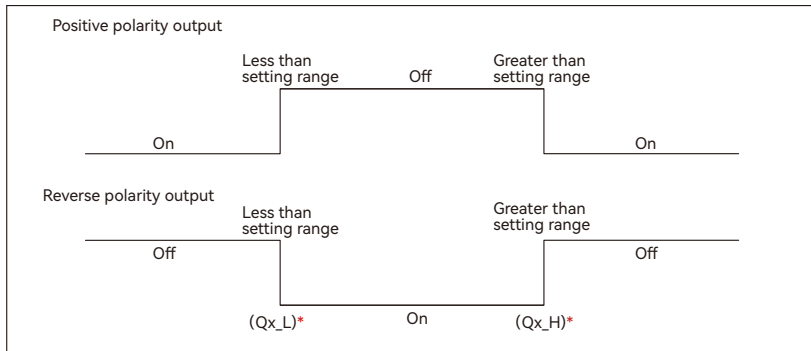 Positive polarity output
Less than
setting range
Off
Greater than
setting range
On
On
Reverse polarity output
Less than
setting range
Greater than
setting range
Off
Off
(Qx_L)*
On
(Qx_H)*